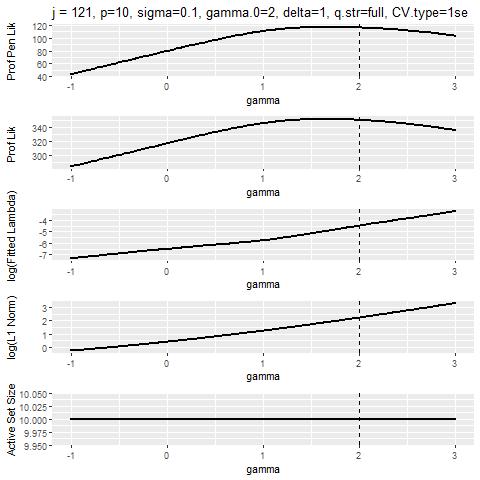 j = 121, p=10, sigma=0.1, gamma.0=2, delta=1, q.str=full, CV.type=1se
Prof Pen Lik
120
100
80
60
40
-1 0 1 2 3
gamma
Prof Lik
340
320
300
-1 0 1 2 3
gamma
log(Fitted Lambda)
-4
-5
-6
-7
-1 0 1 2 3
gamma
log(L1 Norm)
3
2
1
0
-1 0 1 2 3
gamma
Active Set Size
10.050
10.025
10.000
9.975
9.950
-1 0 1 2 3
gamma